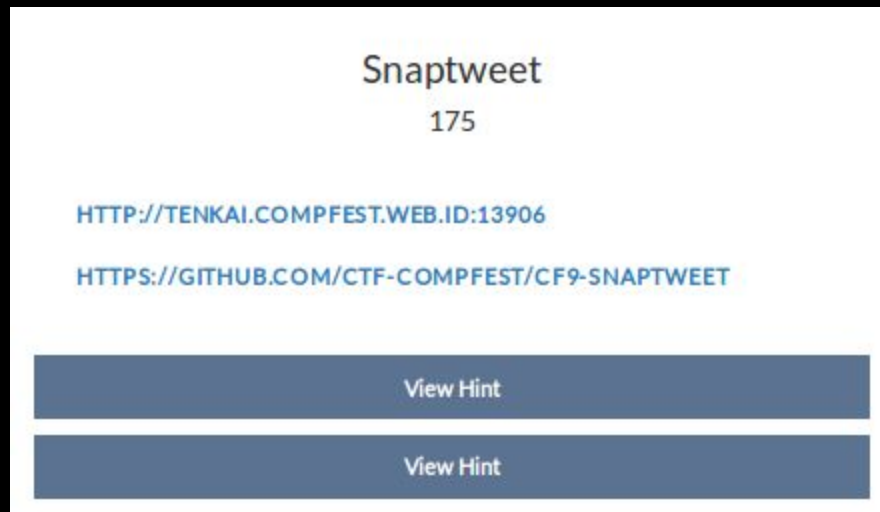 Snaptweet
175
HTTP://TENKAI.COMPFEST.WEB.ID:13906
HTTPS://GITHUB.COM/CTF-COMPFEST/CF9-SNAPTWEET
View Hint
View Hint